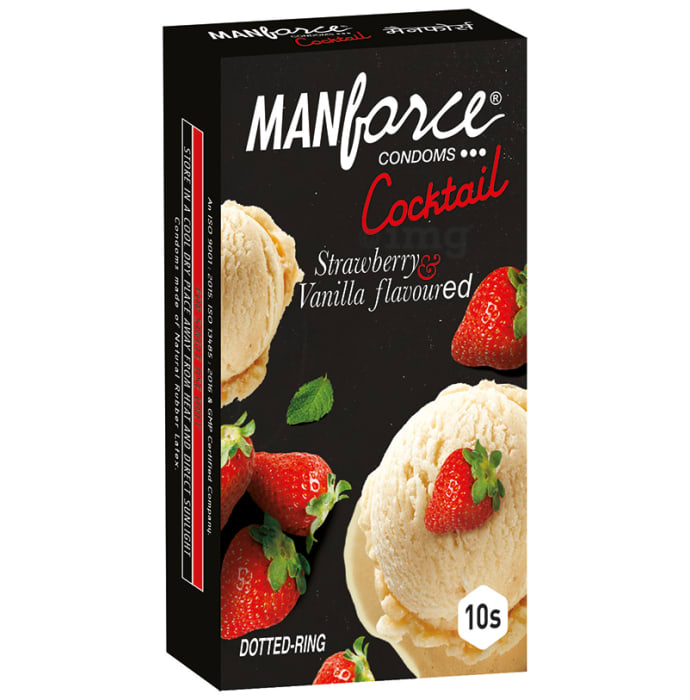 MANforce® CONDOMS••• मैनफोर्स
Cocktail
MANforce®
CONDOMS •••
Cocktail
1mg
Strawberry &
Vanilla flavoured
10s
DOTTED-RING
An ISO 9001 : 2015, ISO 13485 : 2016 & GMP Certified Company.
STORE IN A COOL DRY PLACE AWAY FROM HEAT AND DIRECT SUNLIGHT
Condoms made of Natural Rubber Latex.